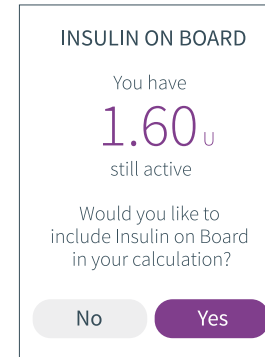 INSULIN ON BOARD
You have
1.60 U
still active
Would you like to
include Insulin on Board
in your calculation?
No Yes